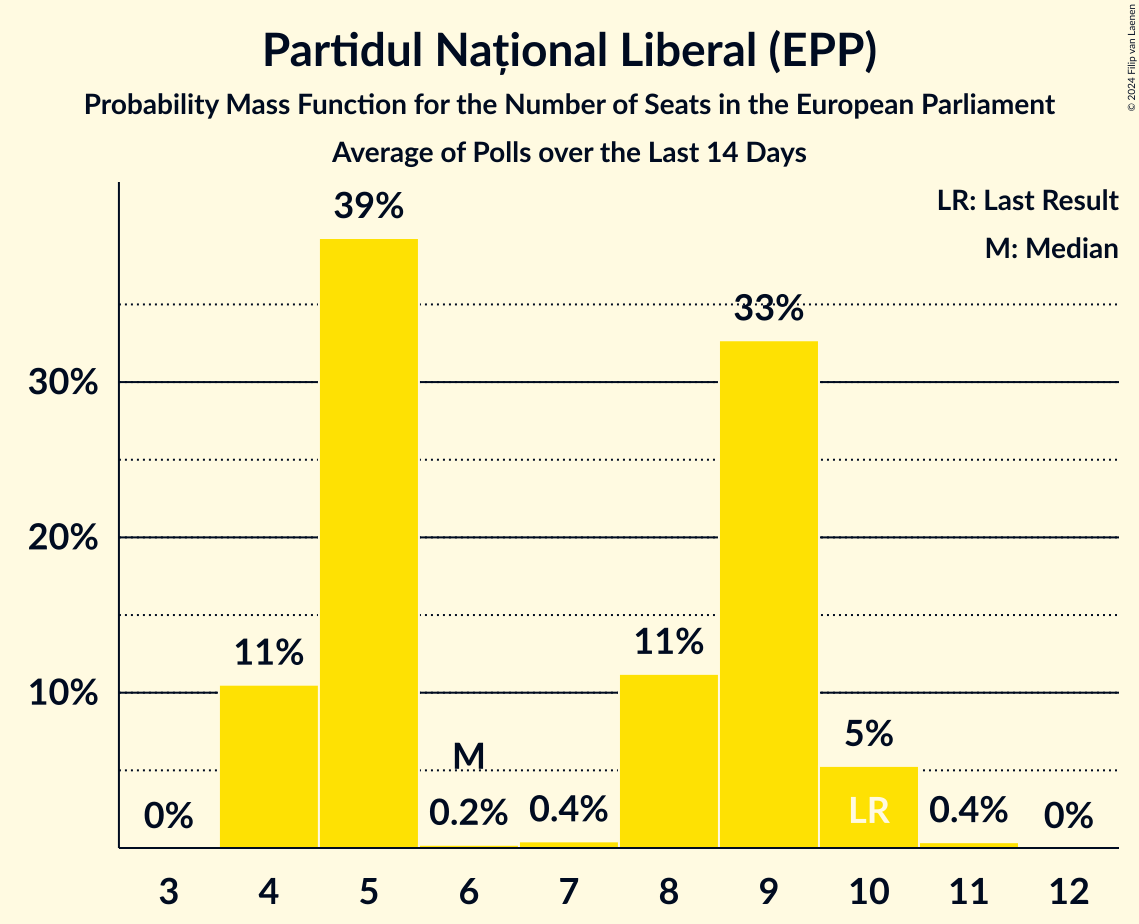 Partidul Național Liberal (EPP)
Probability Mass Function for the Number of Seats in the European Parliament
Average of Polls over the Last 14 Days
© 2024 Filip van Laenen
LR: Last Result
M: Median
39%
33%
30%
20%
11%
11%
10%
5%
M
LR
0%
0.2%
0.4%
0.4%
0%
3 4 5 6 7 8 9 10 11 12